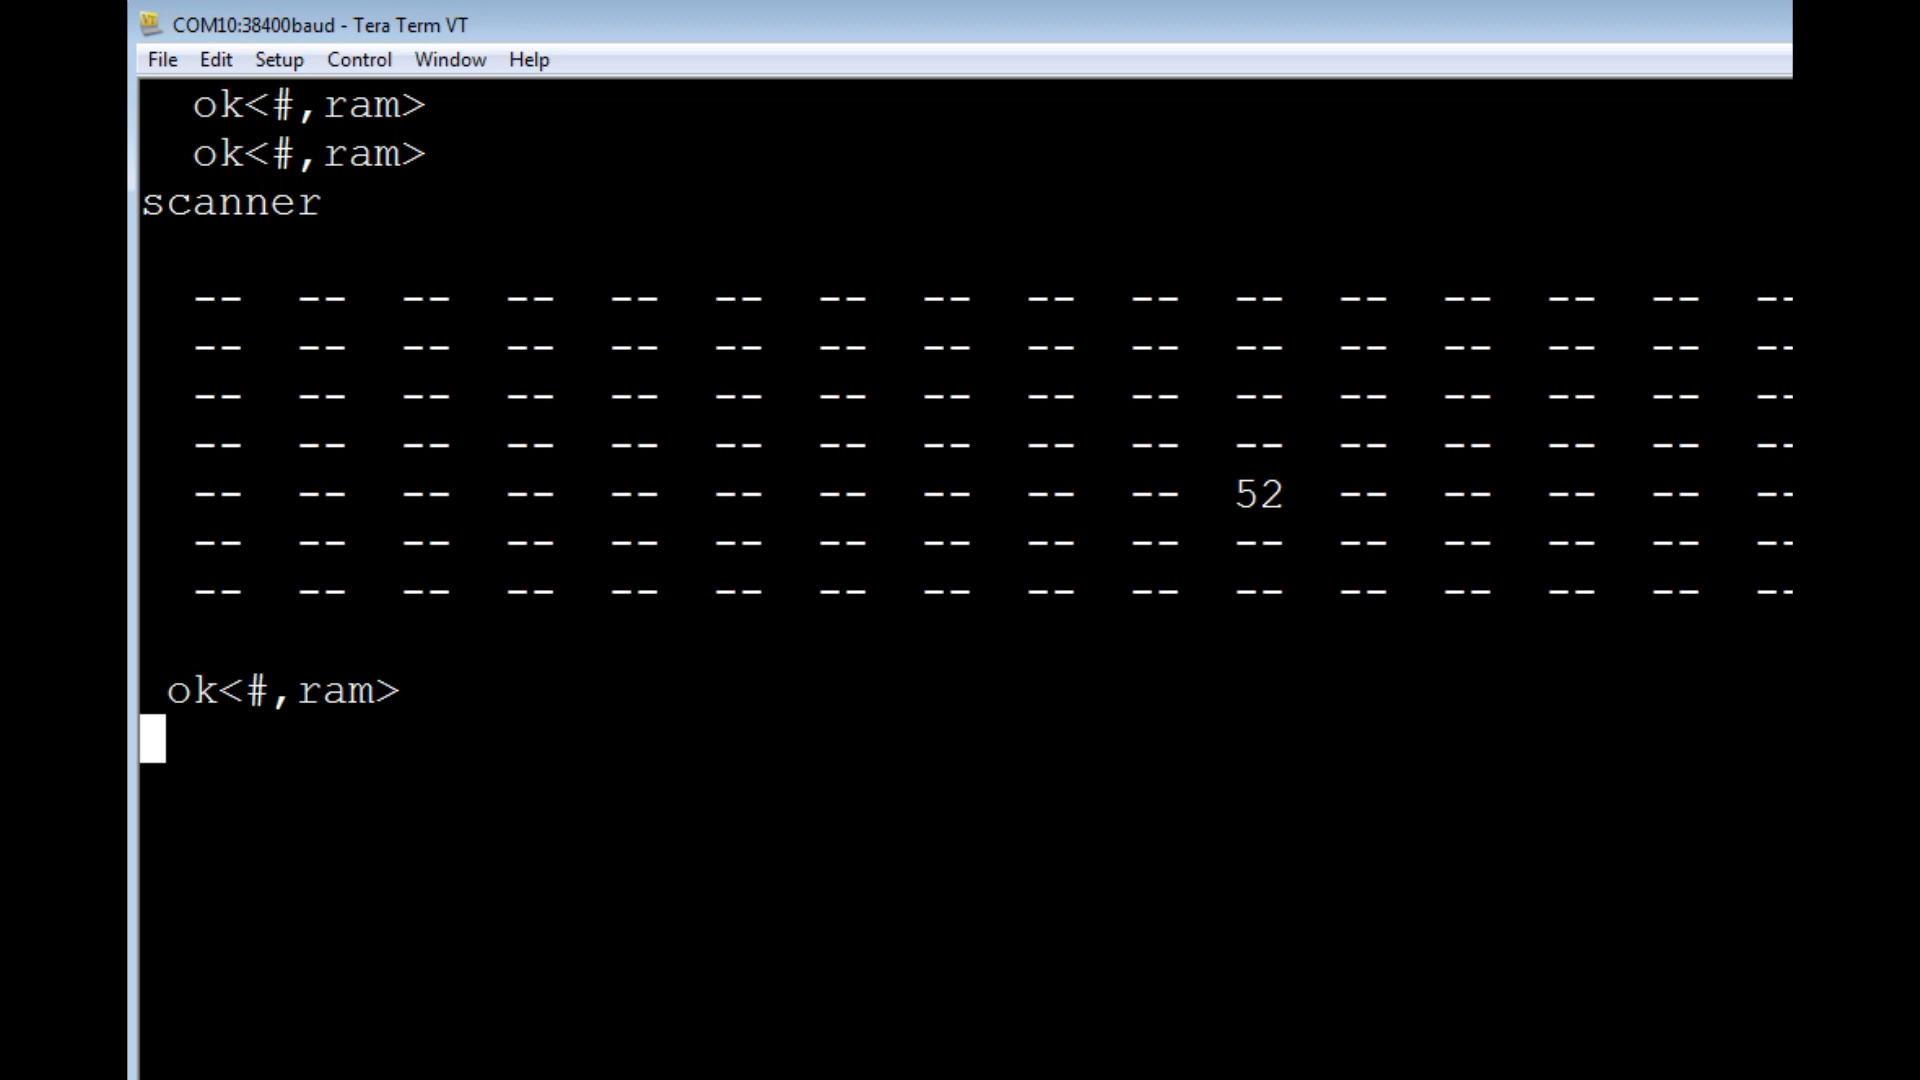 COM10:38400baud - Tera Term VT
File Edit Setup Control Window Help
ok<#,ram>
ok<#,ram>
scanner
-- -- -- -- -- -- -- -- -- -- -- -- -- -- -- --
-- -- -- -- -- -- -- -- -- -- -- -- -- -- -- --
-- -- -- -- -- -- -- -- -- -- -- -- -- -- -- --
-- -- -- -- -- -- -- -- -- -- -- -- -- -- -- --
-- -- -- -- -- -- -- -- -- -- 52 -- -- -- -- --
-- -- -- -- -- -- -- -- -- -- -- -- -- -- -- --
-- -- -- -- -- -- -- -- -- -- -- -- -- -- -- --
ok<#,ram>